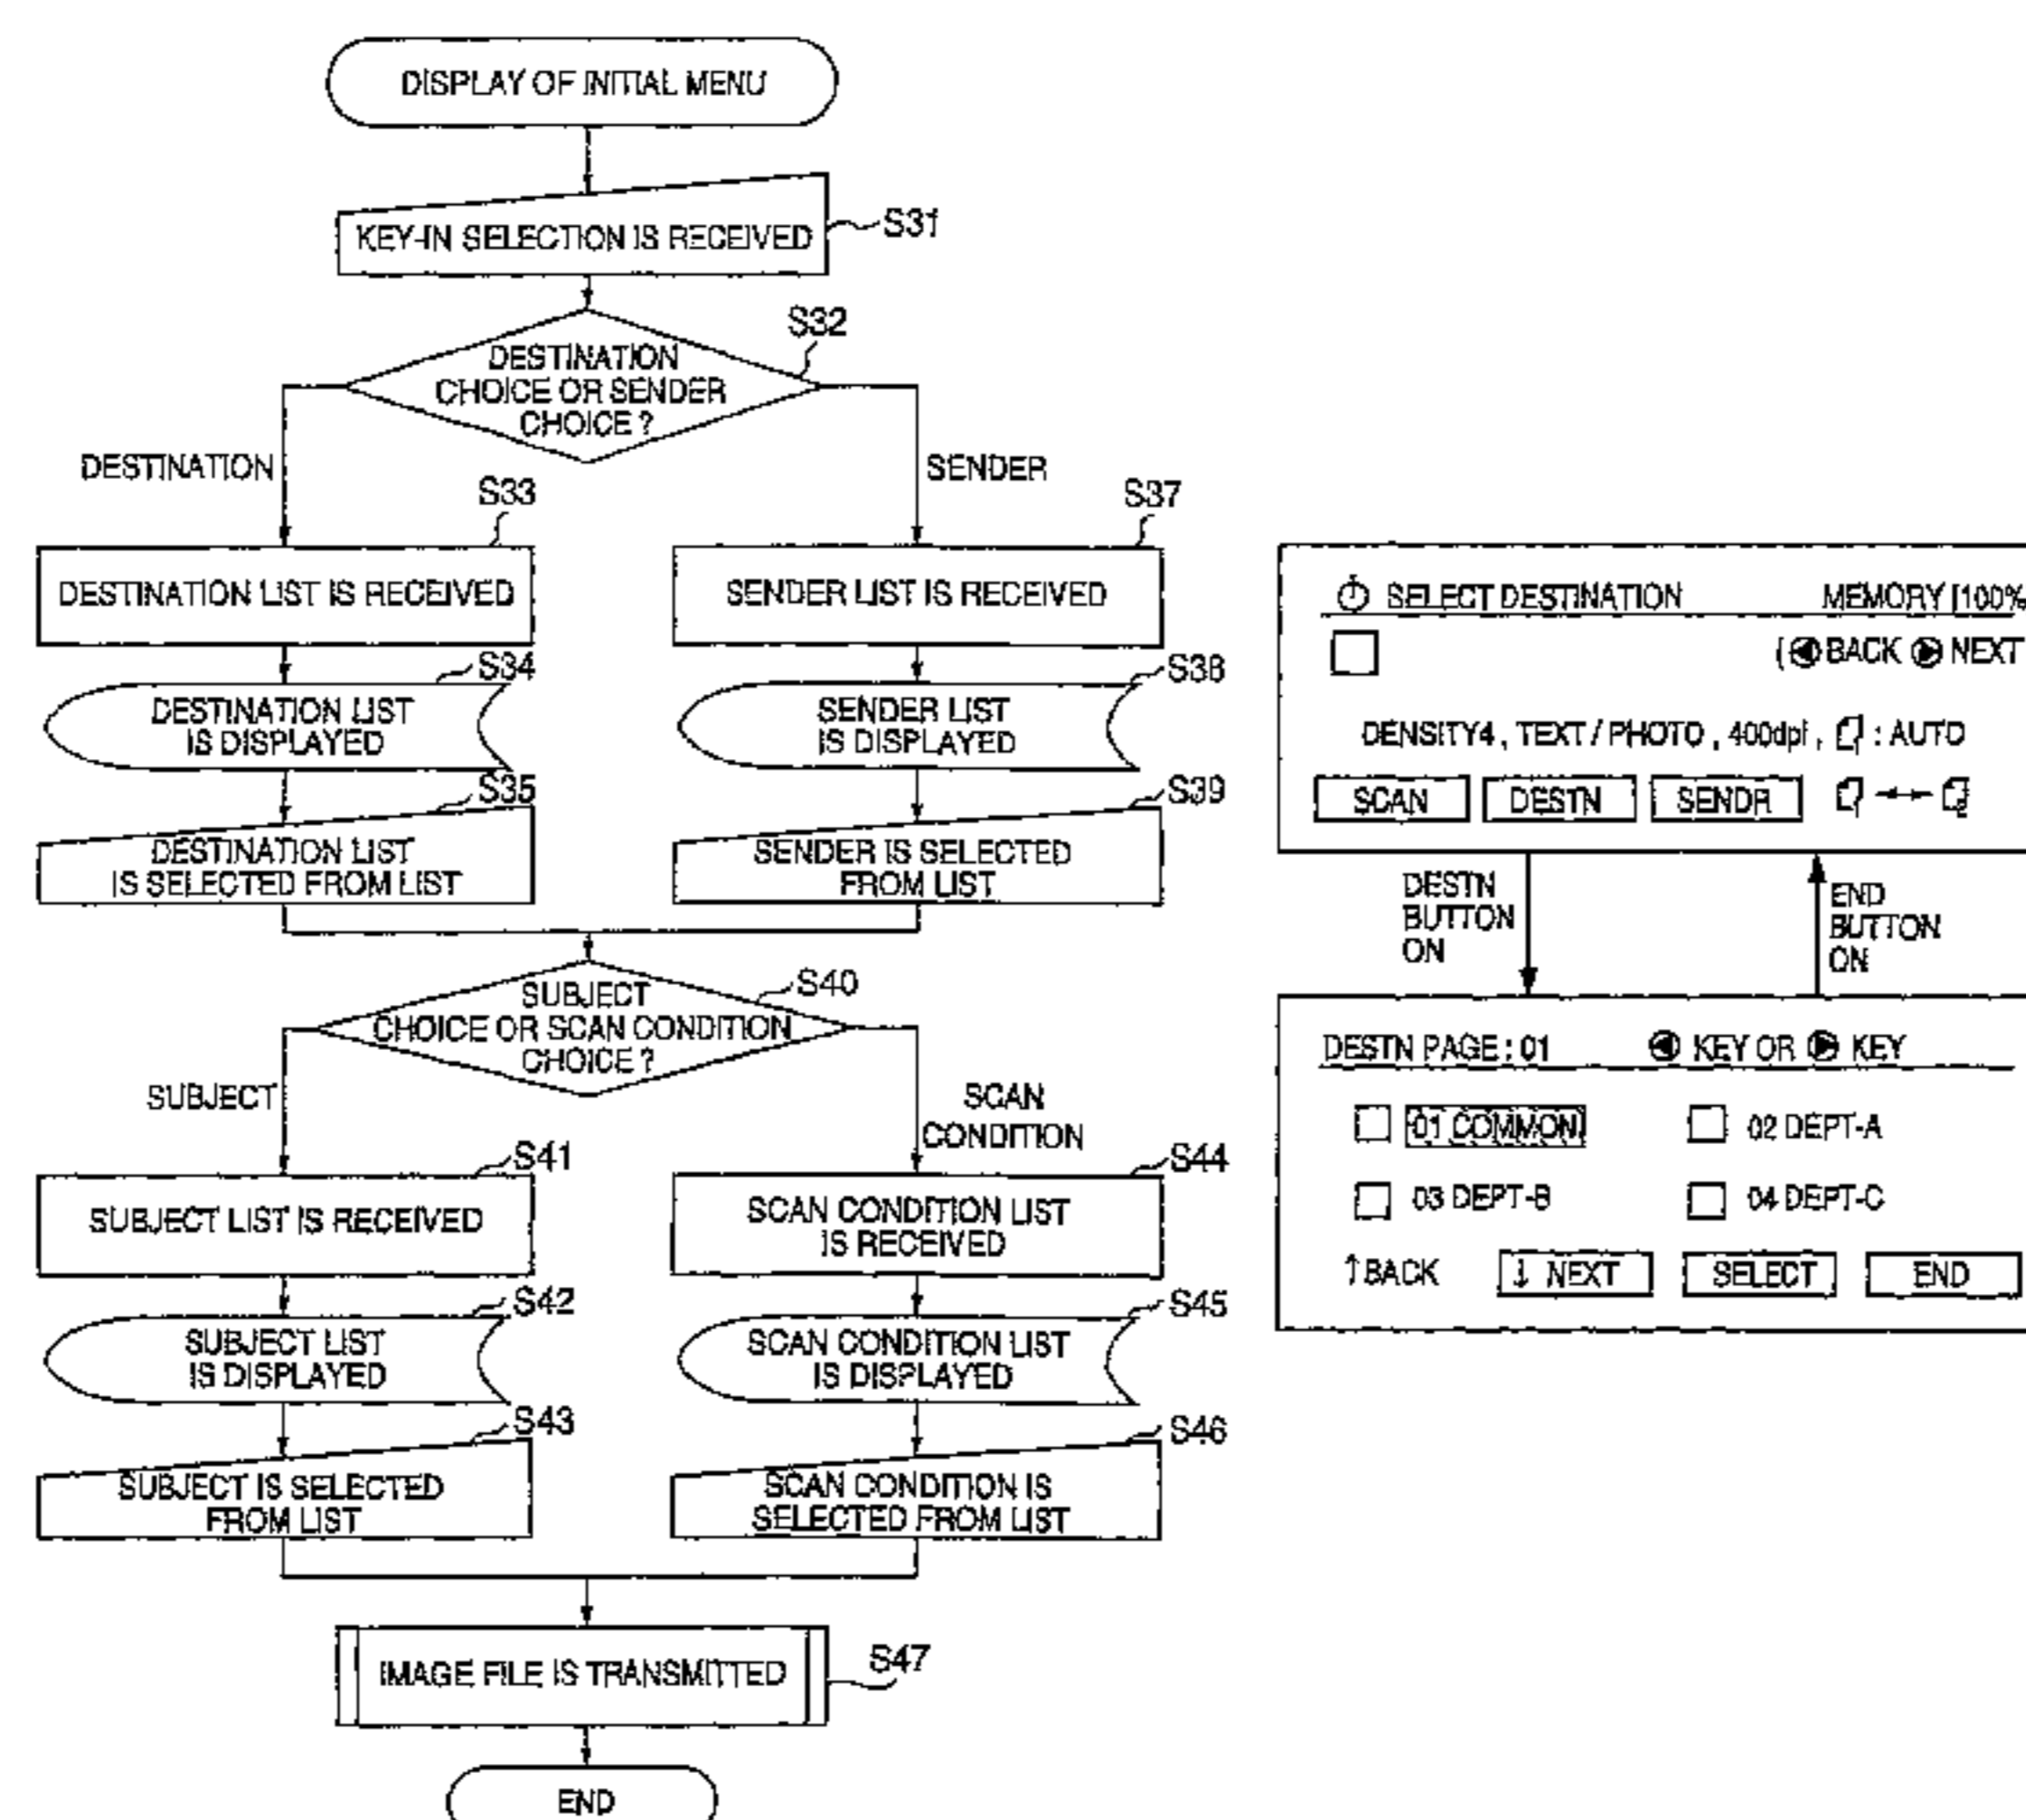 DISPLAY OF INITIAL MENU
KEY-IN SELECTION IS RECEIVED
S31
S32
DESTINATION
CHOICE OR SENDER
CHOICE ?
DESTINATION
SENDER
S33
DESTINATION LIST IS RECEIVED
S34
DESTINATION LIST
IS DISPLAYED
S35
DESTINATION LIST
IS SELECTED FROM LIST
S37
SENDER LIST IS RECEIVED
S38
SENDER LIST
IS DISPLAYED
S39
SENDER IS SELECTED
FROM LIST
S40
SUBJECT
CHOICE OR SCAN CONDITION
CHOICE ?
SUBJECT
SCAN
CONDITION
S41
SUBJECT LIST IS RECEIVED
S42
SUBJECT LIST
IS DISPLAYED
S43
SUBJECT IS SELECTED
FROM LIST
S44
SCAN CONDITION LIST
IS RECEIVED
S45
SCAN CONDITION LIST
IS DISPLAYED
S46
SCAN CONDITION IS
SELECTED FROM LIST
IMAGE FILE IS TRANSMITTED
S47
END
SELECT DESTINATION MEMORY [100%
(◀ BACK ▶ NEXT
DENSITY4, TEXT / PHOTO, 400dpi, : AUTO
SCAN DESTN SENDR
DESTN
BUTTON
ON
END
BUTTON
ON
DESTN PAGE : 01 ◀ KEY OR ▶ KEY
01 COMMON 02 DEPT-A
03 DEPT-B 04 DEPT-C
↑ BACK ↓ NEXT SELECT END